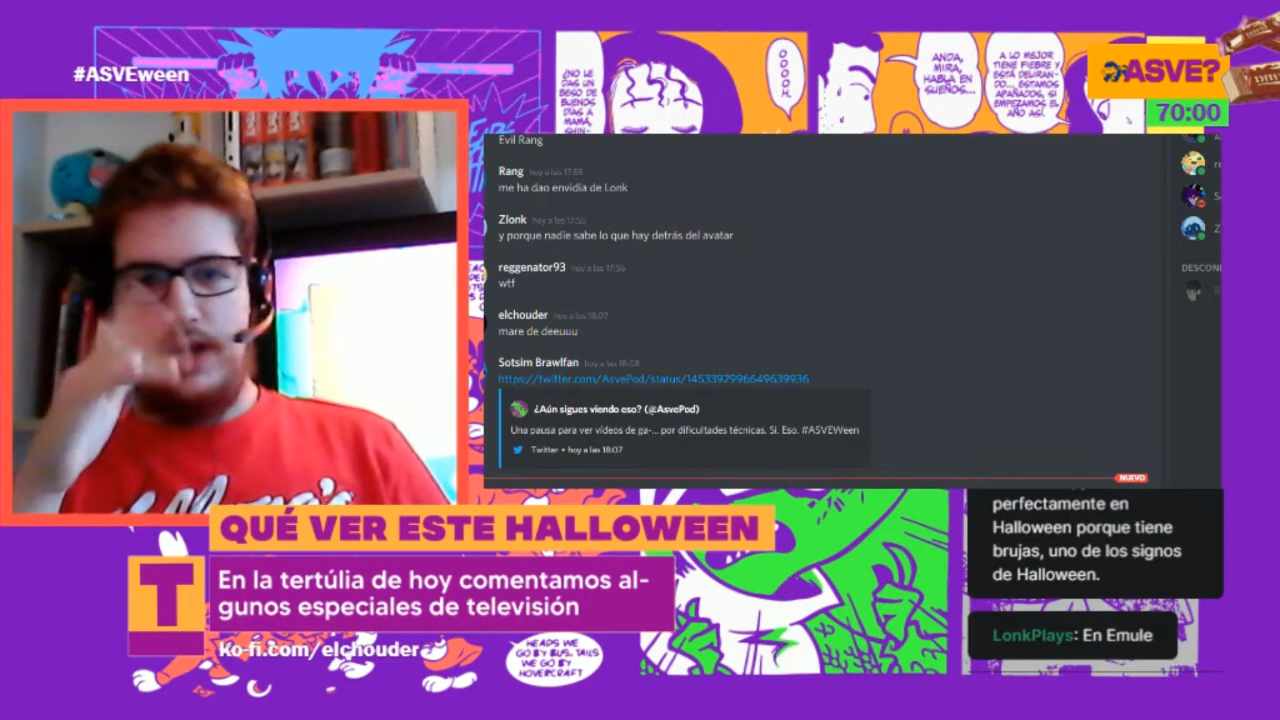 #ASVEween
¿NO LE
DAS UN
BESO DE
BUENOS
DÍAS A
MAMÁ,
SHIN-
OOOOH.
ANDA,
MIRA,
HABLA EN
SUEÑOS...
A LO MEJOR
TIENE FIEBRE Y
ESTÁ DELIRAN-
DO... ESTAMOS
APAÑADOS, SI
EMPEZAMOS EL
AÑO ASÍ.
ASVE?
70:00
Evil Rang
Rang hoy a las 17:55
me ha dao envidia de Lonk
Zlonk hoy a las 17:55
y porque nadie sabe lo que hay detrás del avatar
reggenator93 hoy a las 17:56
wtf
elchouder hoy a las 18:07
mare de deeuuu
Sotsim Brawlfan hoy a las 18:08
https://twitter.com/AsvePod/status/1453392996649639936
¿Aún sigues viendo eso? (@AsvePod)
Una pausa para ver vídeos de ga-... por dificultades técnicas. Sí. Eso. #ASVEWeen
Twitter • hoy a las 18:07
NUEVO
DESCON
perfectamente en
Halloween porque tiene
brujas, uno de los signos
de Halloween.
LonkPlays: En Emule
QUÉ VER ESTE HALLOWEEN
T
En la tertúlia de hoy comentamos al-
gunos especiales de televisión
Ko-fi.com/elchouder
HEADS WE
GO BY BUS, TAILS
WE GO BY
HOVERCRAFT